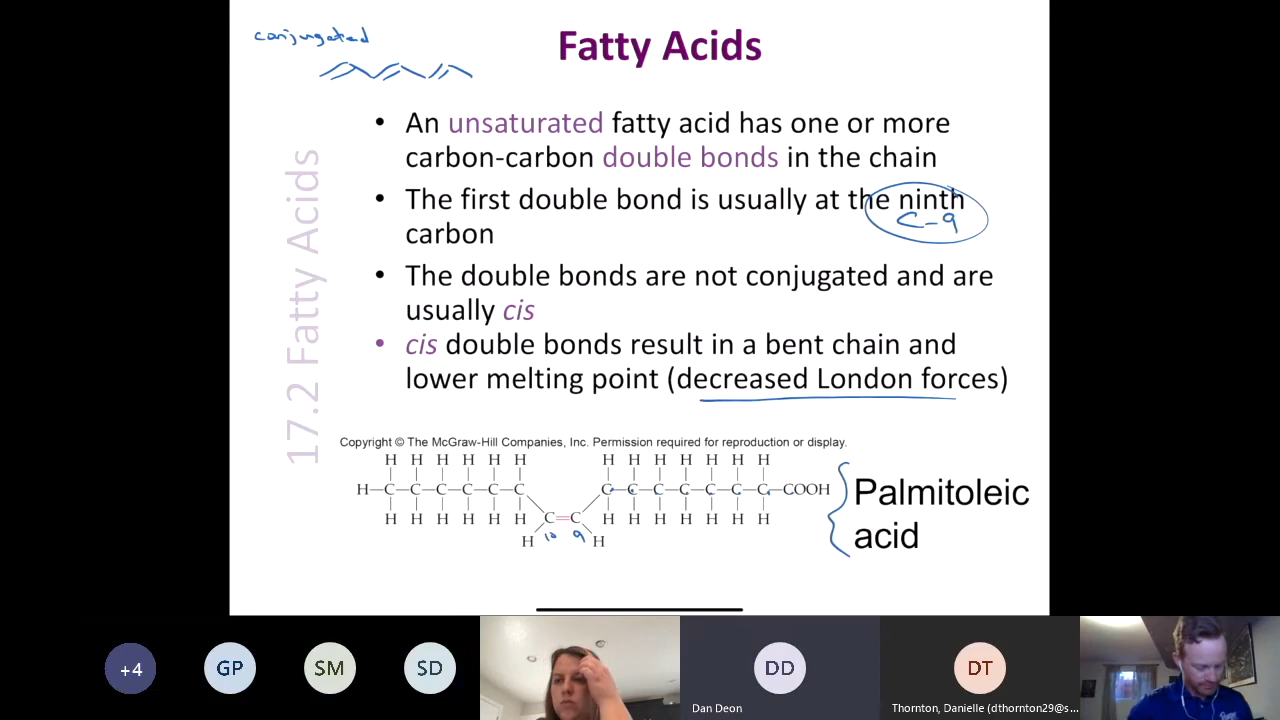 conjugated
Fatty Acids
17.2 Fatty Acids
• An unsaturated fatty acid has one or more
carbon-carbon double bonds in the chain
• The first double bond is usually at the ninth
C-9
carbon
• The double bonds are not conjugated and are
usually cis
• cis double bonds result in a bent chain and
lower melting point (decreased London forces)
Copyright © The McGraw-Hill Companies, Inc. Permission required for reproduction or display.
H H H H H H H H H H H H H
H–C–C–C–C–C–C C–C–C–C–C–C–C–COOH
H H H H H H C=C H H H H H H H
H 10 9 H
Palmitoleic
acid
+4
GP
SM
SD
DD
DT
Dan Deon
Thornton, Danielle (dthornton29@s...